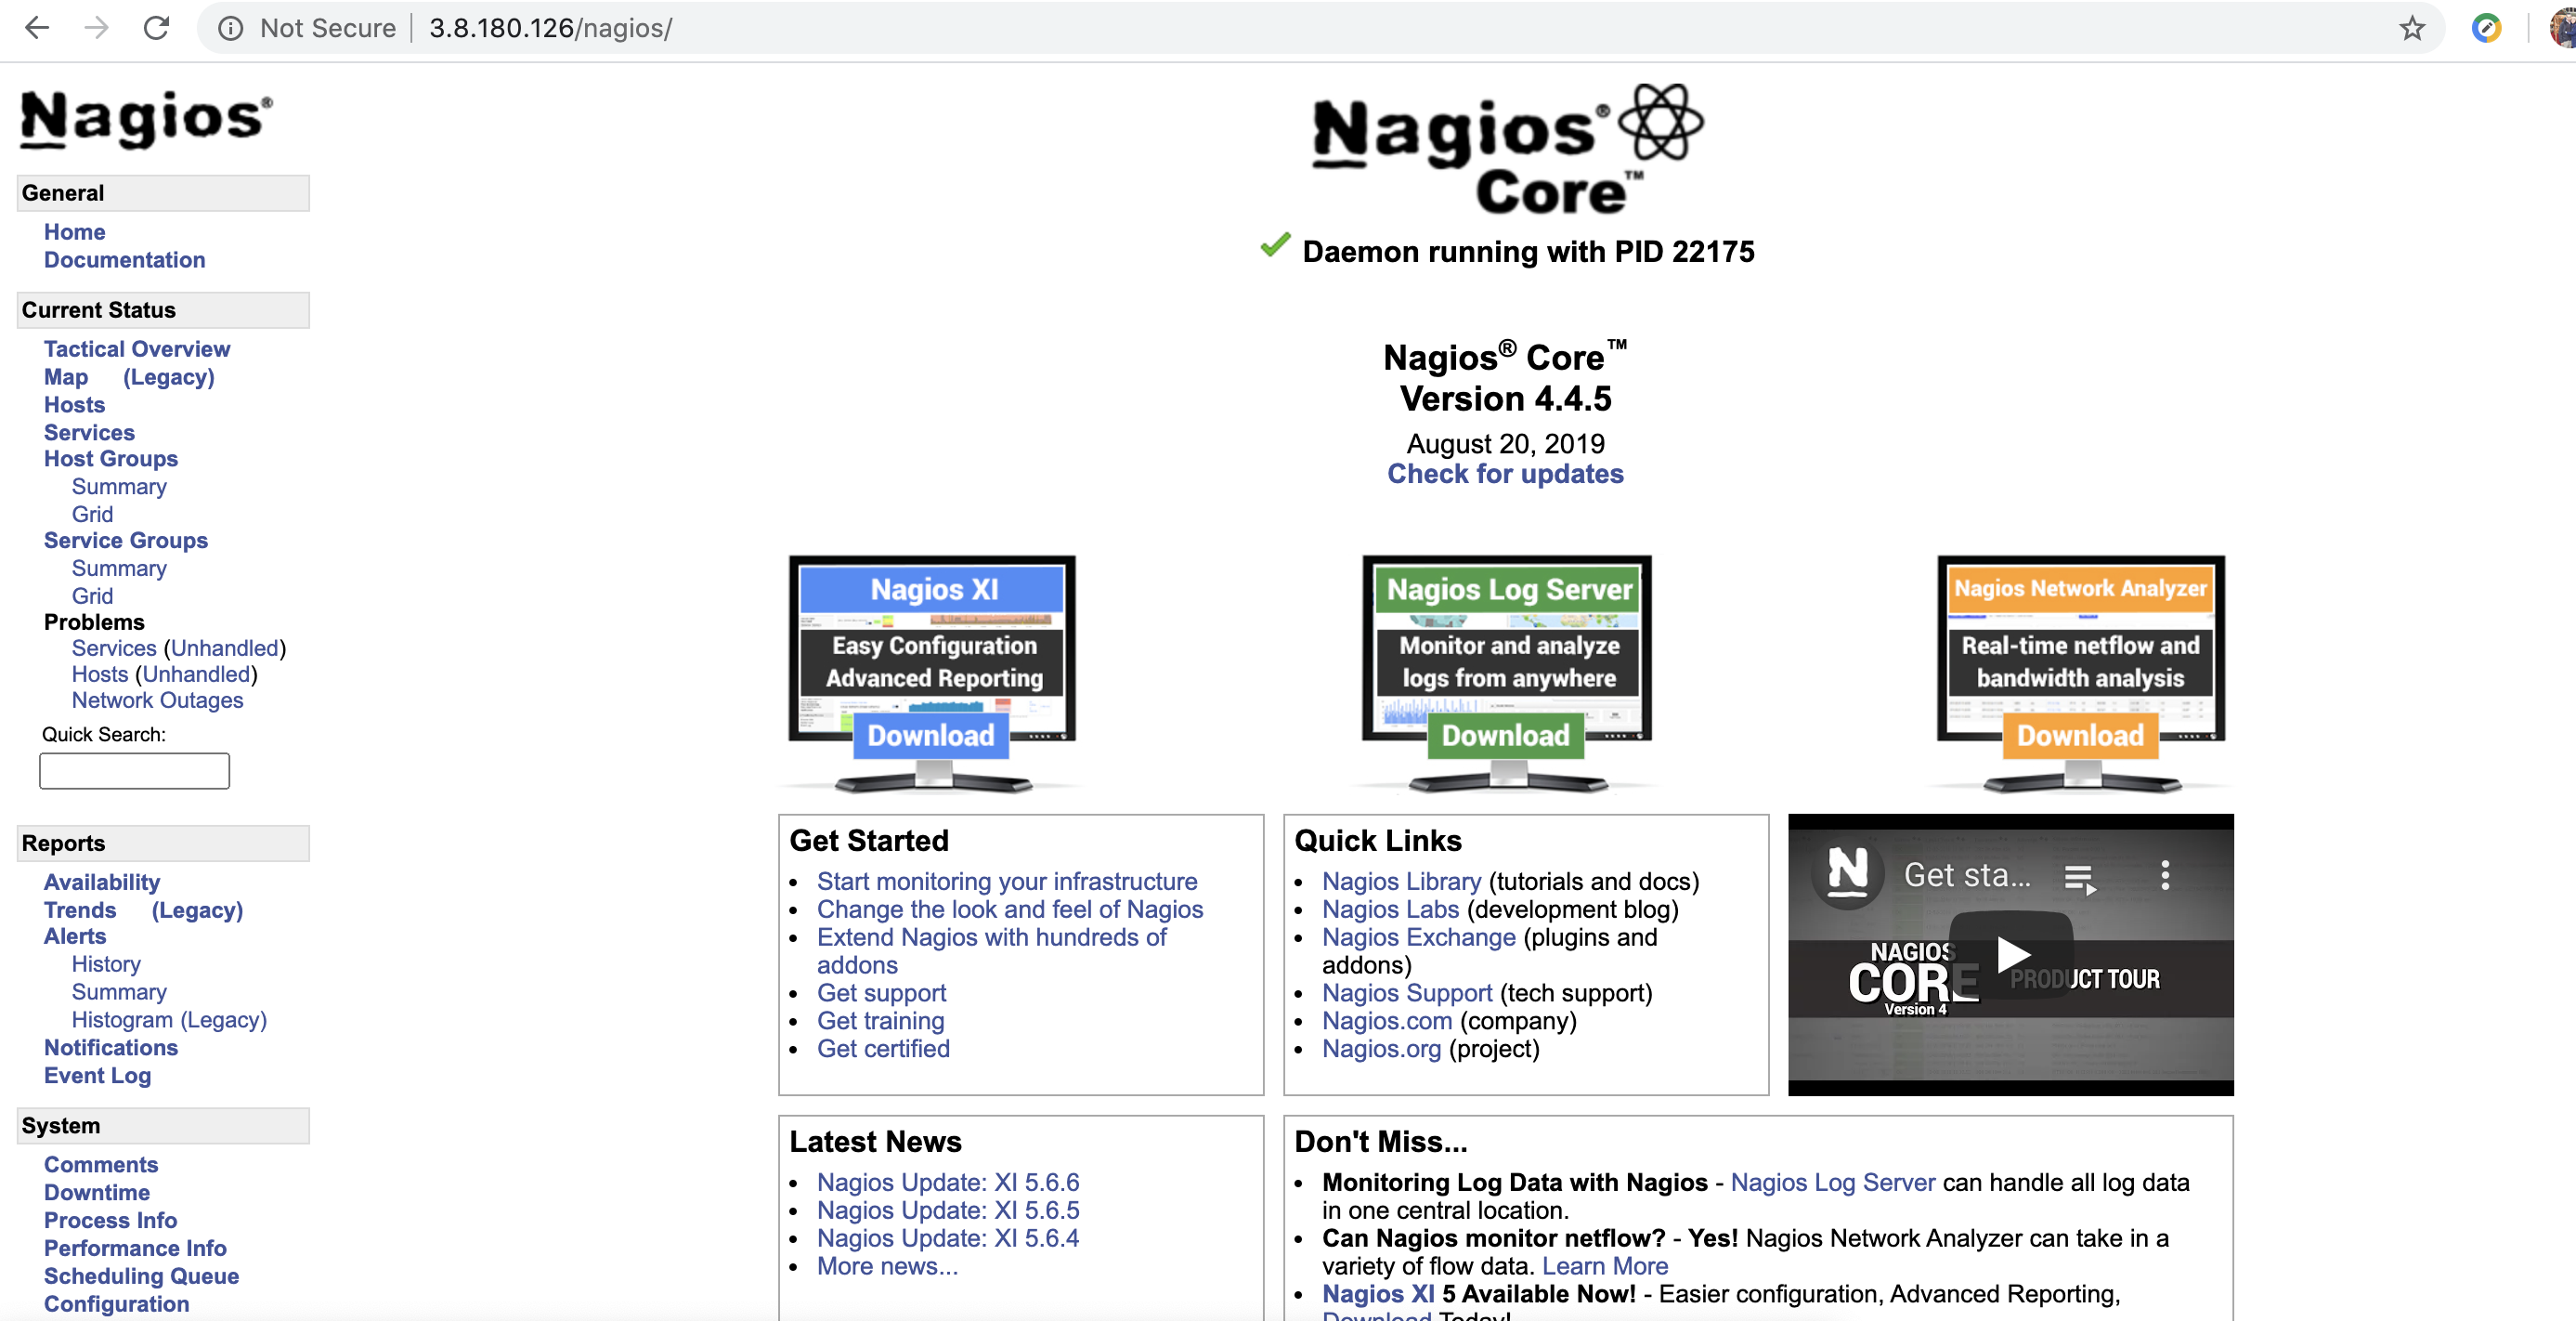 Not Secure | 3.8.180.126/nagios/
Nagios®
General
Home
Documentation
Current Status
Tactical Overview
Map (Legacy)
Hosts
Services
Host Groups
Summary
Grid
Service Groups
Summary
Grid
Problems
Services (Unhandled)
Hosts (Unhandled)
Network Outages
Quick Search:
Reports
Availability
Trends (Legacy)
Alerts
History
Summary
Histogram (Legacy)
Notifications
Event Log
System
Comments
Downtime
Process Info
Performance Info
Scheduling Queue
Configuration
Nagios®
Core™
Daemon running with PID 22175
Nagios® Core™
Version 4.4.5
August 20, 2019
Check for updates
Nagios XI
Easy Configuration
Advanced Reporting
Download
Nagios Log Server
Monitor and analyze
logs from anywhere
Download
Nagios Network Analyzer
Real-time netflow and
bandwidth analysis
Download
Get Started
• Start monitoring your infrastructure
• Change the look and feel of Nagios
• Extend Nagios with hundreds of
addons
• Get support
• Get training
• Get certified
Quick Links
• Nagios Library (tutorials and docs)
• Nagios Labs (development blog)
• Nagios Exchange (plugins and
addons)
• Nagios Support (tech support)
• Nagios.com (company)
• Nagios.org (project)
N Get sta...
NAGIOS
CORE PRODUCT TOUR
Version 4
Latest News
• Nagios Update: XI 5.6.6
• Nagios Update: XI 5.6.5
• Nagios Update: XI 5.6.4
• More news...
Don't Miss...
• Monitoring Log Data with Nagios - Nagios Log Server can handle all log data
in one central location.
• Can Nagios monitor netflow? - Yes! Nagios Network Analyzer can take in a
variety of flow data. Learn More
• Nagios XI 5 Available Now! - Easier configuration, Advanced Reporting,
Download Today!